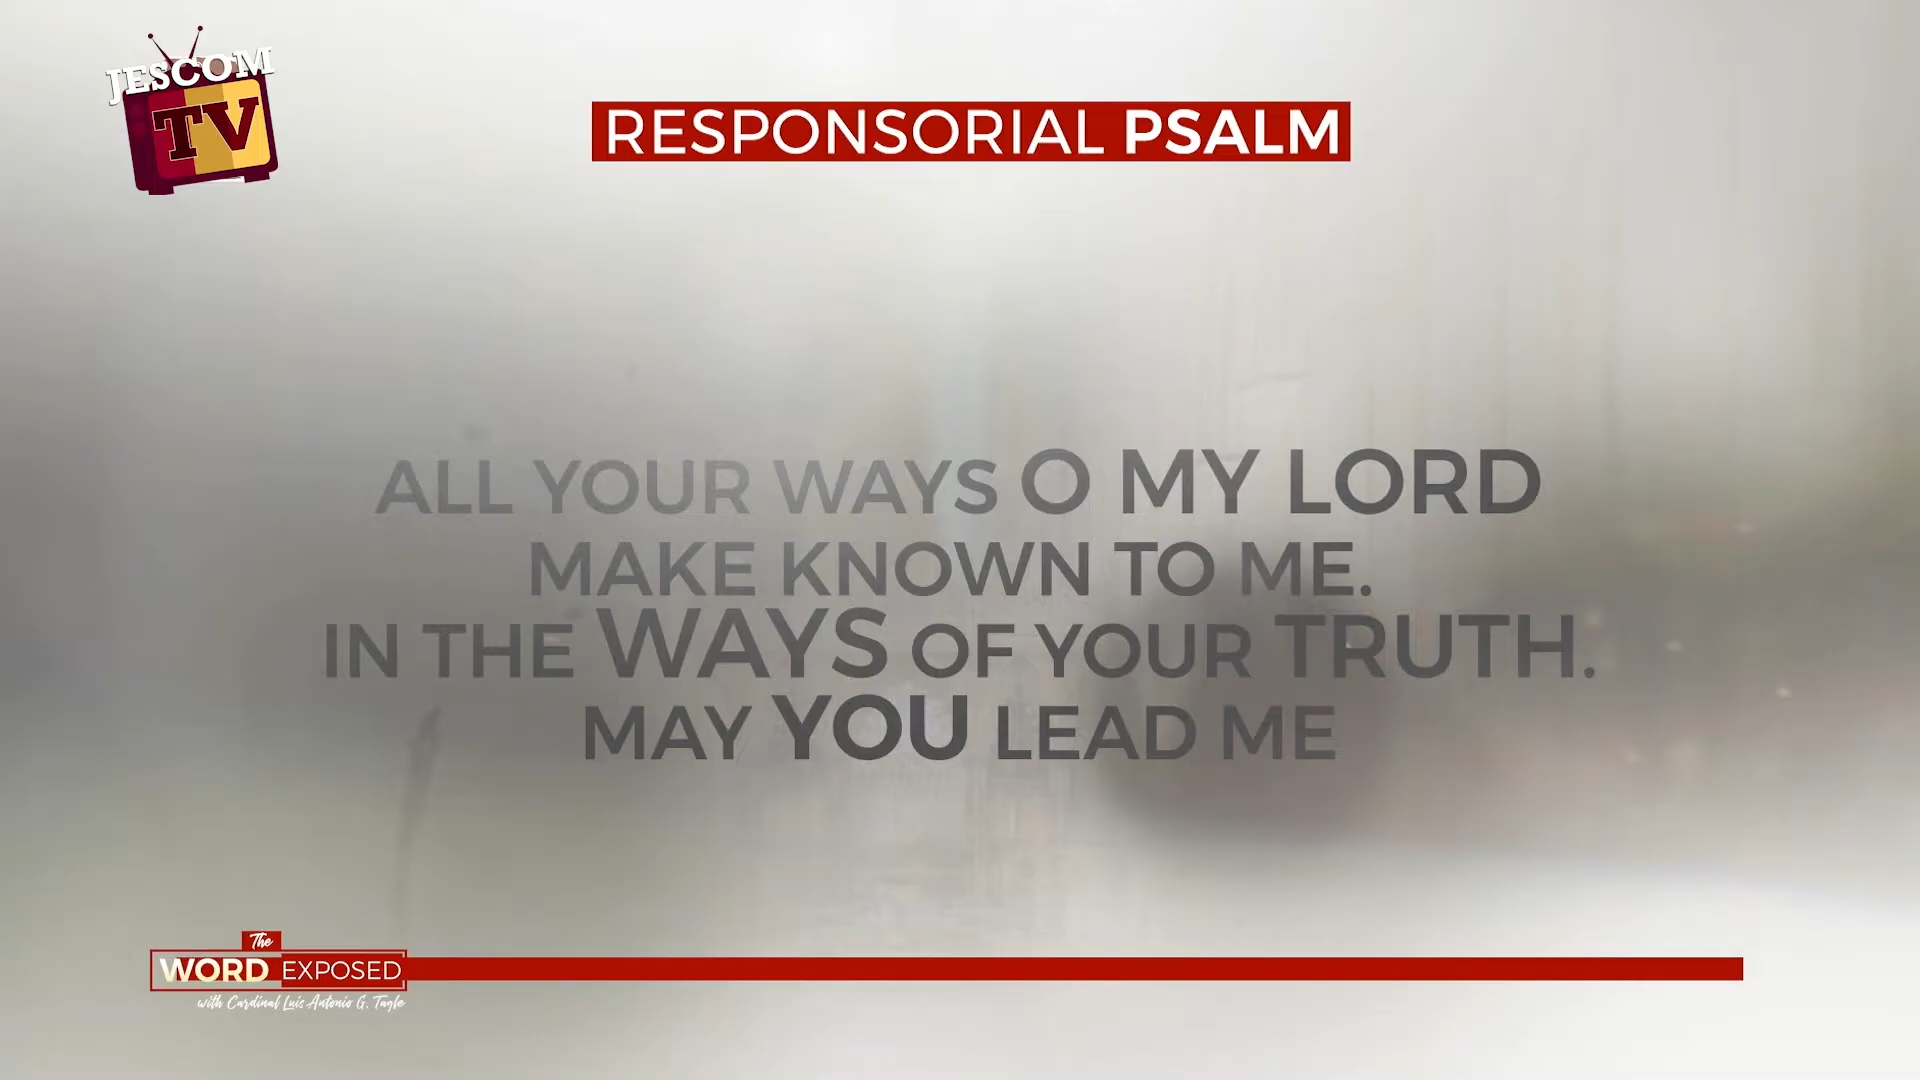 JESCOM
TV
RESPONSORIAL PSALM
ALL YOUR WAYS O MY LORD
MAKE KNOWN TO ME.
IN THE WAYS OF YOUR TRUTH.
MAY YOU LEAD ME
The
WORD EXPOSED
with Cardinal Luis Antonio G. Tagle